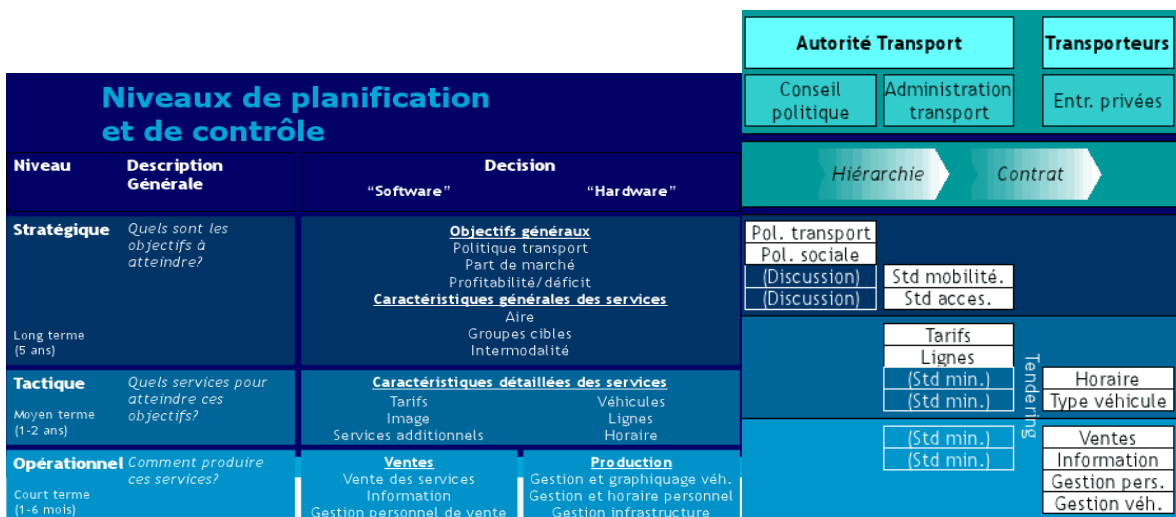 Niveaux de planification
et de contrôle
Niveau
Description
Générale
Decision
“Software”
“Hardware”
Stratégique
Long terme
(5 ans)
Quels sont les
objectifs à
atteindre?
Objectifs généraux
Politique transport
Part de marché
Profitabilité/déficit
Caractéristiques générales des services
Aire
Groupes cibles
Intermodalité
Tactique
Moyen terme
(1-2 ans)
Quels services pour
atteindre ces
objectifs?
Caractéristiques détaillées des services
Tarifs
Véhicules
Image
Lignes
Services additionnels
Horaire
Opérationnel
Court terme
(1-6 mois)
Comment produire
ces services?
Ventes
Vente des services
Information
Gestion personnel de vente
Production
Gestion et graphiquage véh.
Gestion et horaire personnel
Gestion infrastructure
Autorité Transport
Transporteurs
Conseil
politique
Administration
transport
Entr. privées
Hiérarchie
Contrat
Pol. transport
Pol. sociale
(Discussion)
Std mobilité.
(Discussion)
Std acces.
Tarifs
Lignes
(Std min.)
Horaire
(Std min.)
Type véhicule
Tendering
(Std min.)
Ventes
(Std min.)
Information
Gestion pers.
Gestion véh.